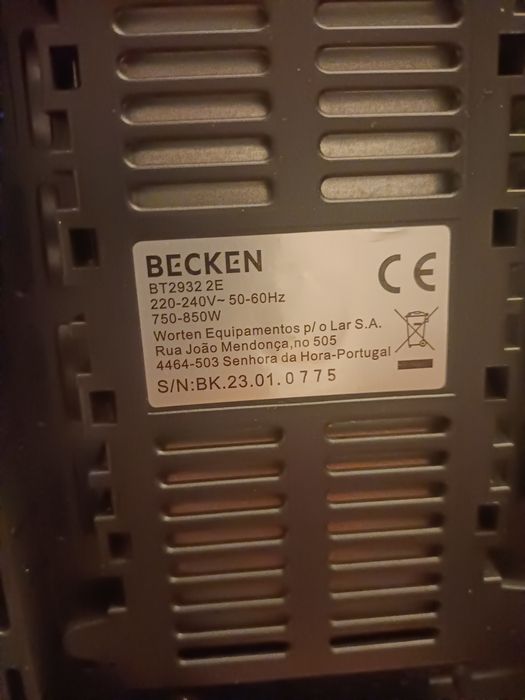 BECKEN
CE
BT2932 2E
220-240V~ 50-60Hz
750-850W
Worten Equipamentos p/o Lar S.A.
Rua João Mendonça,no 505
4464-503 Senhora da Hora-Portugal
S/N:BK.23.01.0775